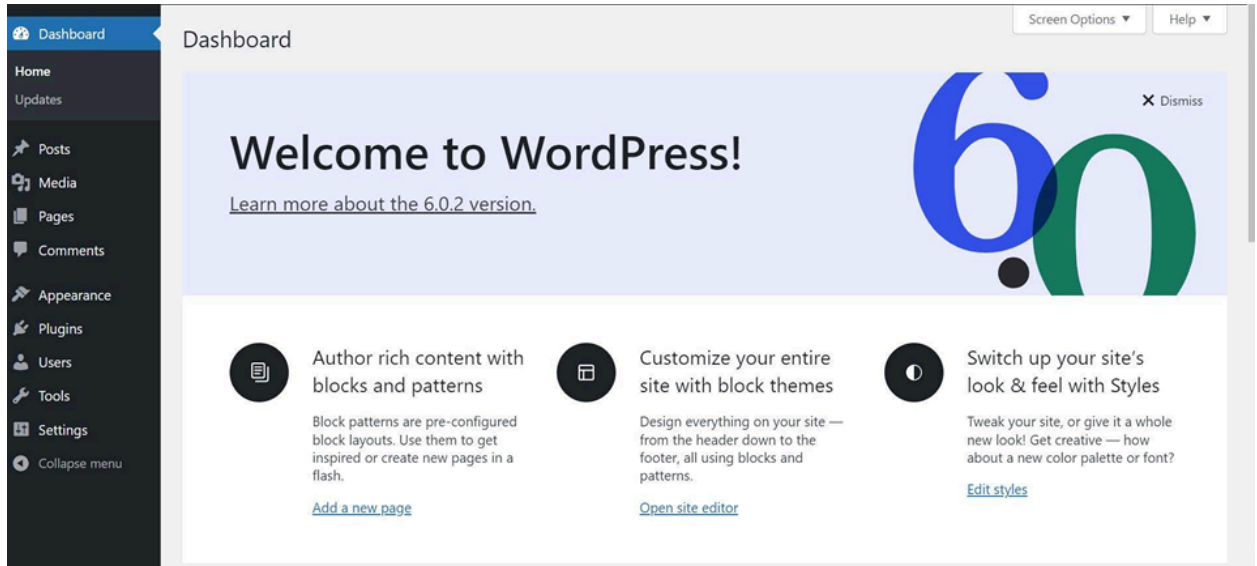 Dashboard
Home
Updates
Posts
Media
Pages
Comments
Appearance
Plugins
Users
Tools
Settings
Collapse menu
Screen Options ▼
Help ▼
Dashboard
Dismiss
Welcome to WordPress!
Learn more about the 6.0.2 version.
6.0
Author rich content with
blocks and patterns
Block patterns are pre-configured
block layouts. Use them to get
inspired or create new pages in a
flash.
Add a new page
Customize your entire
site with block themes
Design everything on your site —
from the header down to the
footer, all using blocks and
patterns.
Open site editor
Switch up your site’s
look & feel with Styles
Tweak your site, or give it a whole
new look! Get creative — how
about a new color palette or font?
Edit styles